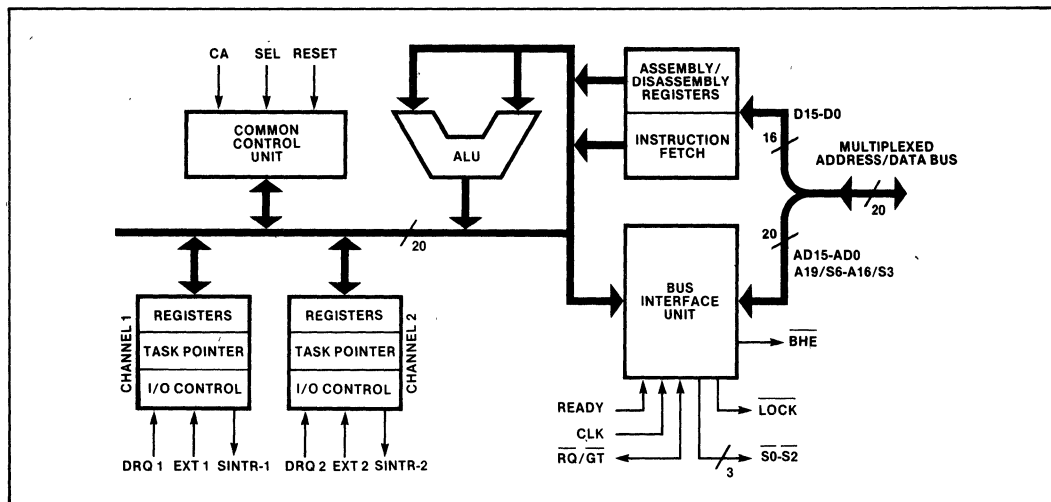 CA SEL RESET
COMMON
CONTROL
UNIT
ALU
ASSEMBLY/
DISASSEMBLY
REGISTERS
INSTRUCTION
FETCH
D15-D0
16
MULTIPLEXED
ADDRESS/DATA BUS
20
20
20
AD15-AD0
A19/S6-A16/S3
BUS
INTERFACE
UNIT
BHE
CHANNEL 1
REGISTERS
TASK POINTER
I/O CONTROL
REGISTERS
TASK POINTER
I/O CONTROL
CHANNEL 2
DRQ 1 EXT 1 SINTR-1
DRQ 2 EXT 2 SINTR-2
READY
CLK
RQ/GT
LOCK
S0-S2
3